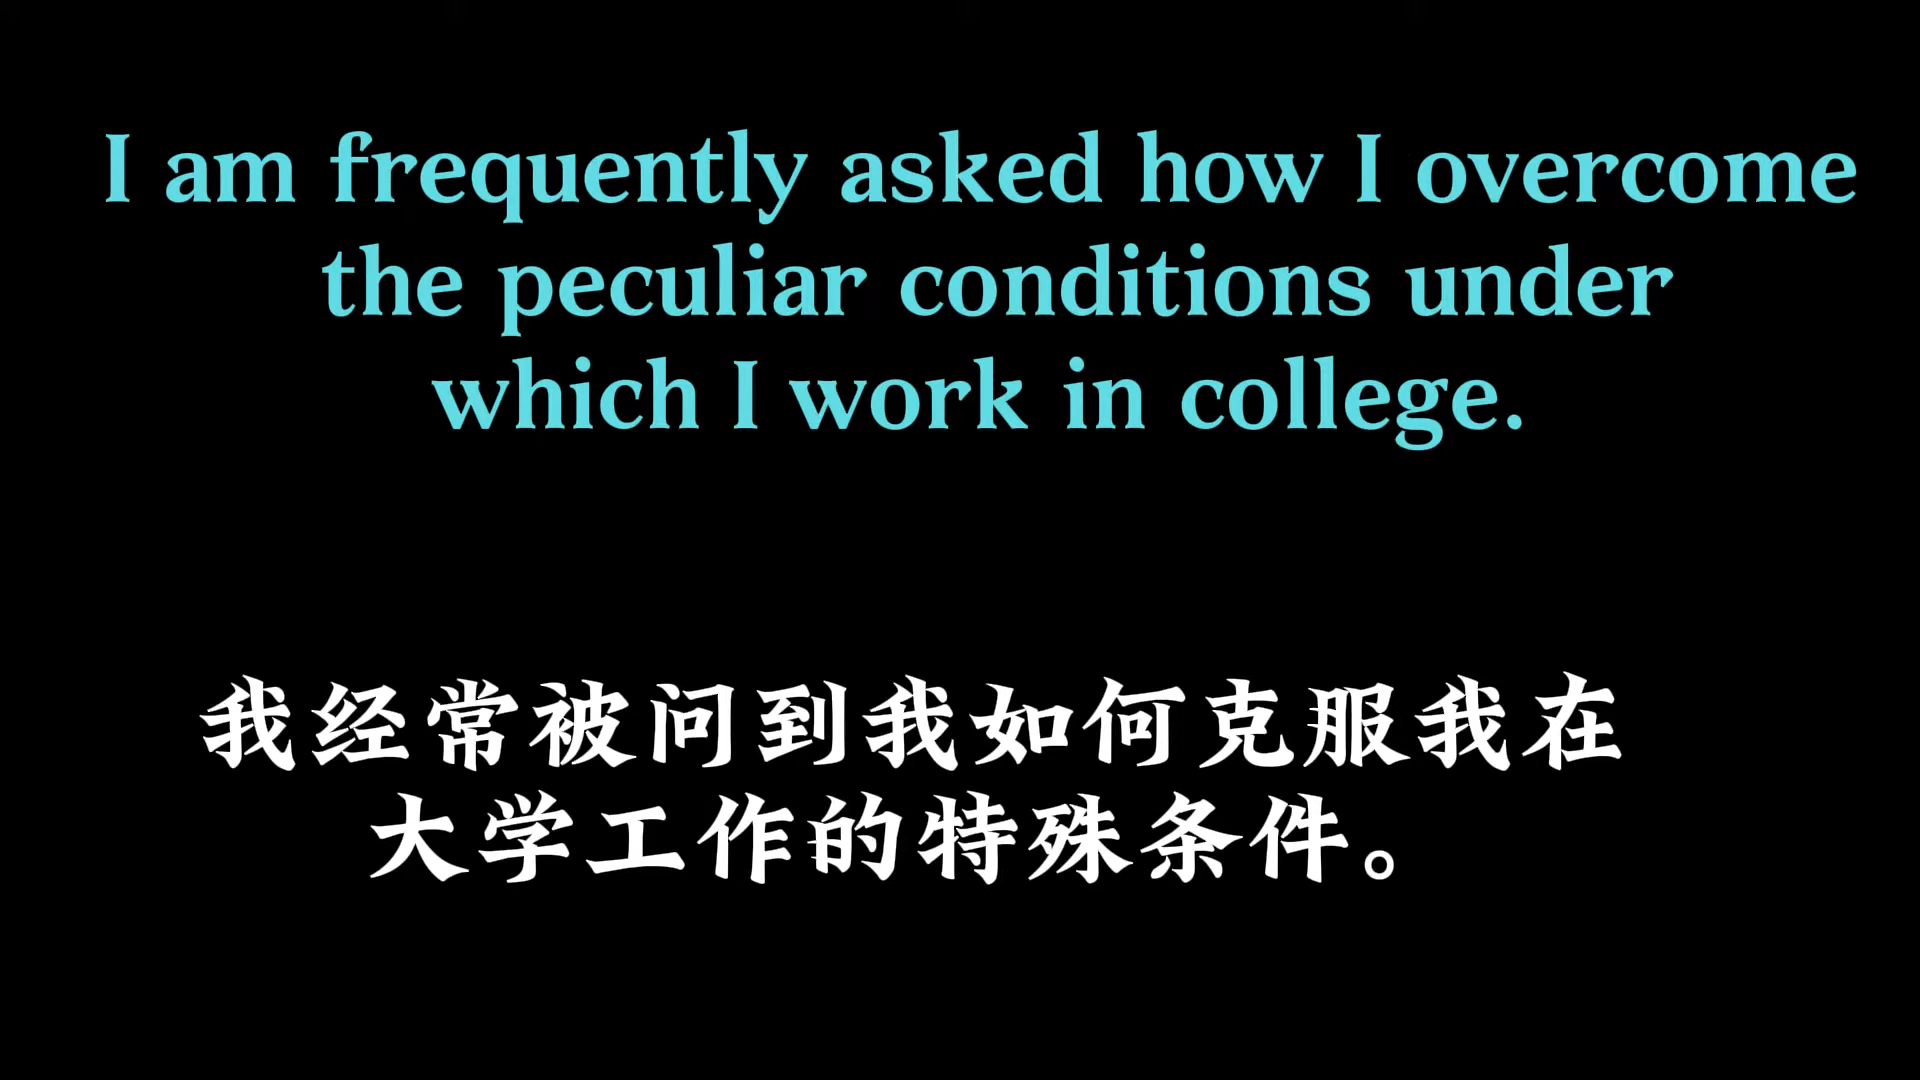 I am frequently asked how I overcome
the peculiar conditions under
which I work in college.
我经常被问到我如何克服我在
大学工作的特殊条件。